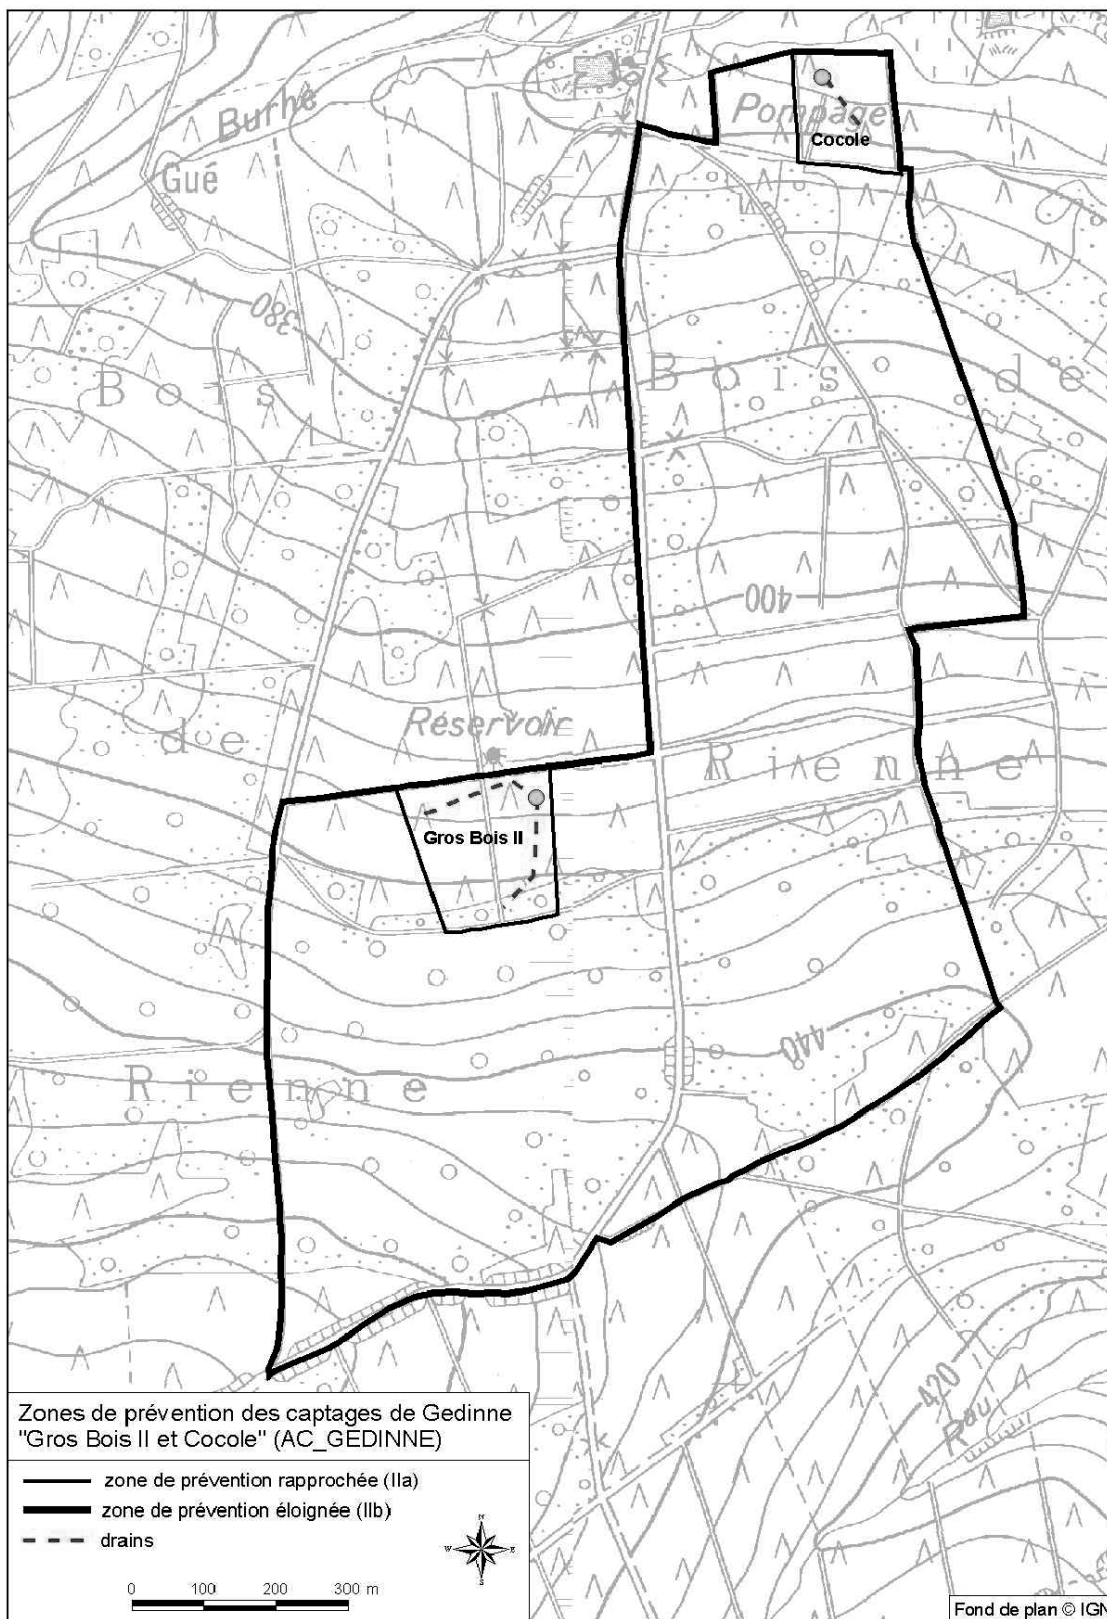 Burhé
Gué
Pompage
Cocole
380
Bois
Bois de
400
Réservoir
de
Rienne
Gros Bois II
440
Rienne
420
Rau
Zones de prévention des captages de Gedinne
"Gros Bois II et Cocole" (AC_GEDINNE)
zone de prévention rapprochée (IIa)
zone de prévention éloignée (IIb)
drains
N
W E
S
0 100 200 300 m
Fond de plan © IGN